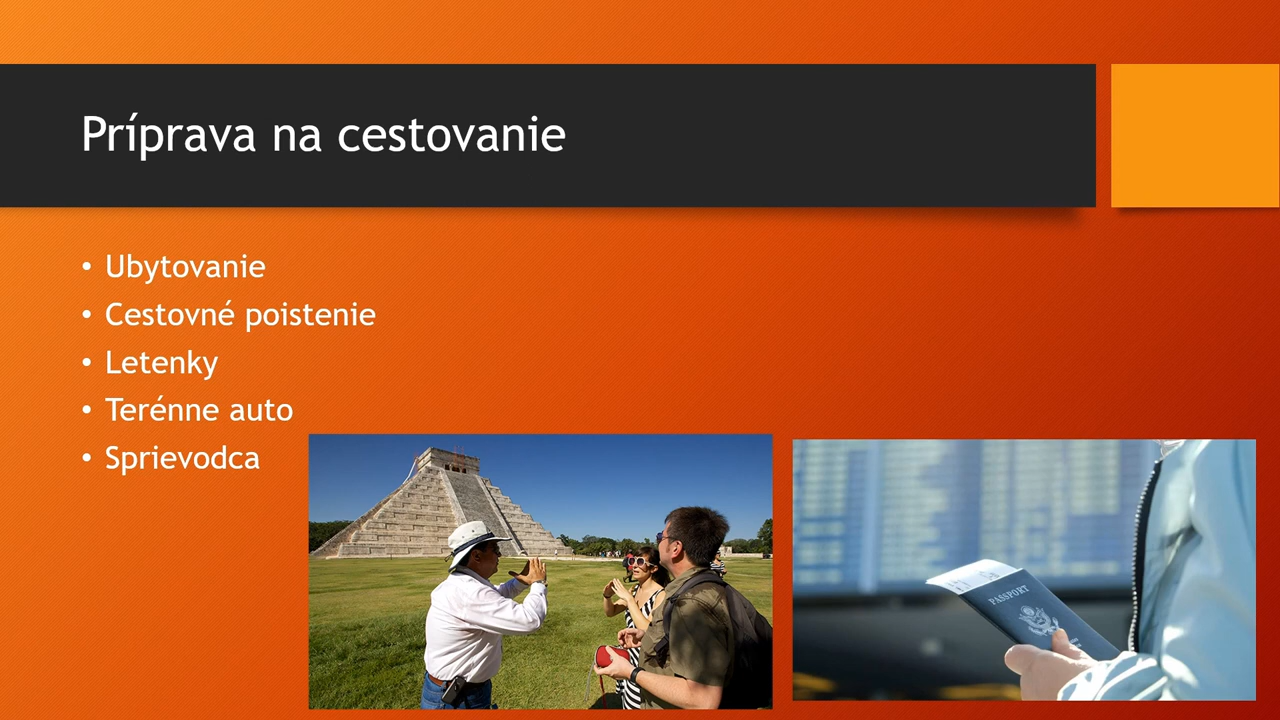 Príprava na cestovanie
• Ubytovanie
• Cestovné poistenie
• Letenky
• Terénne auto
• Sprievodca
PASSPORT